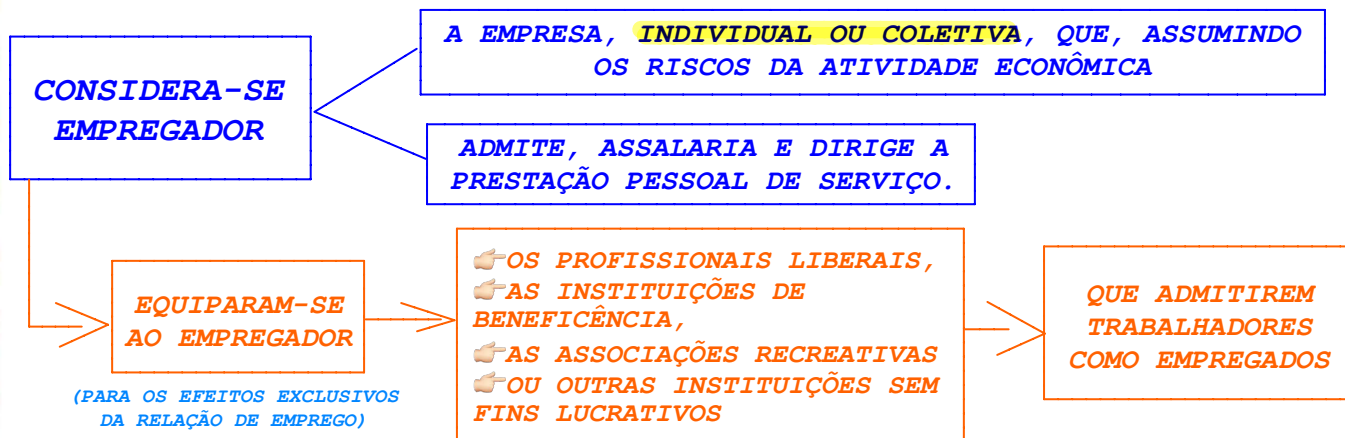 CONSIDERA-SE
EMPREGADOR
A EMPRESA, INDIVIDUAL OU COLETIVA, QUE, ASSUMINDO
OS RISCOS DA ATIVIDADE ECONÔMICA
ADMITE, ASSALARIA E DIRIGE A
PRESTAÇÃO PESSOAL DE SERVIÇO.
EQUIPARAM-SE
AO EMPREGADOR
(PARA OS EFEITOS EXCLUSIVOS
DA RELAÇÃO DE EMPREGO)
OS PROFISSIONAIS LIBERAIS,
AS INSTITUIÇÕES DE
BENEFICÊNCIA,
AS ASSOCIAÇÕES RECREATIVAS
OU OUTRAS INSTITUIÇÕES SEM
FINS LUCRATIVOS
QUE ADMITIREM
TRABALHADORES
COMO EMPREGADOS